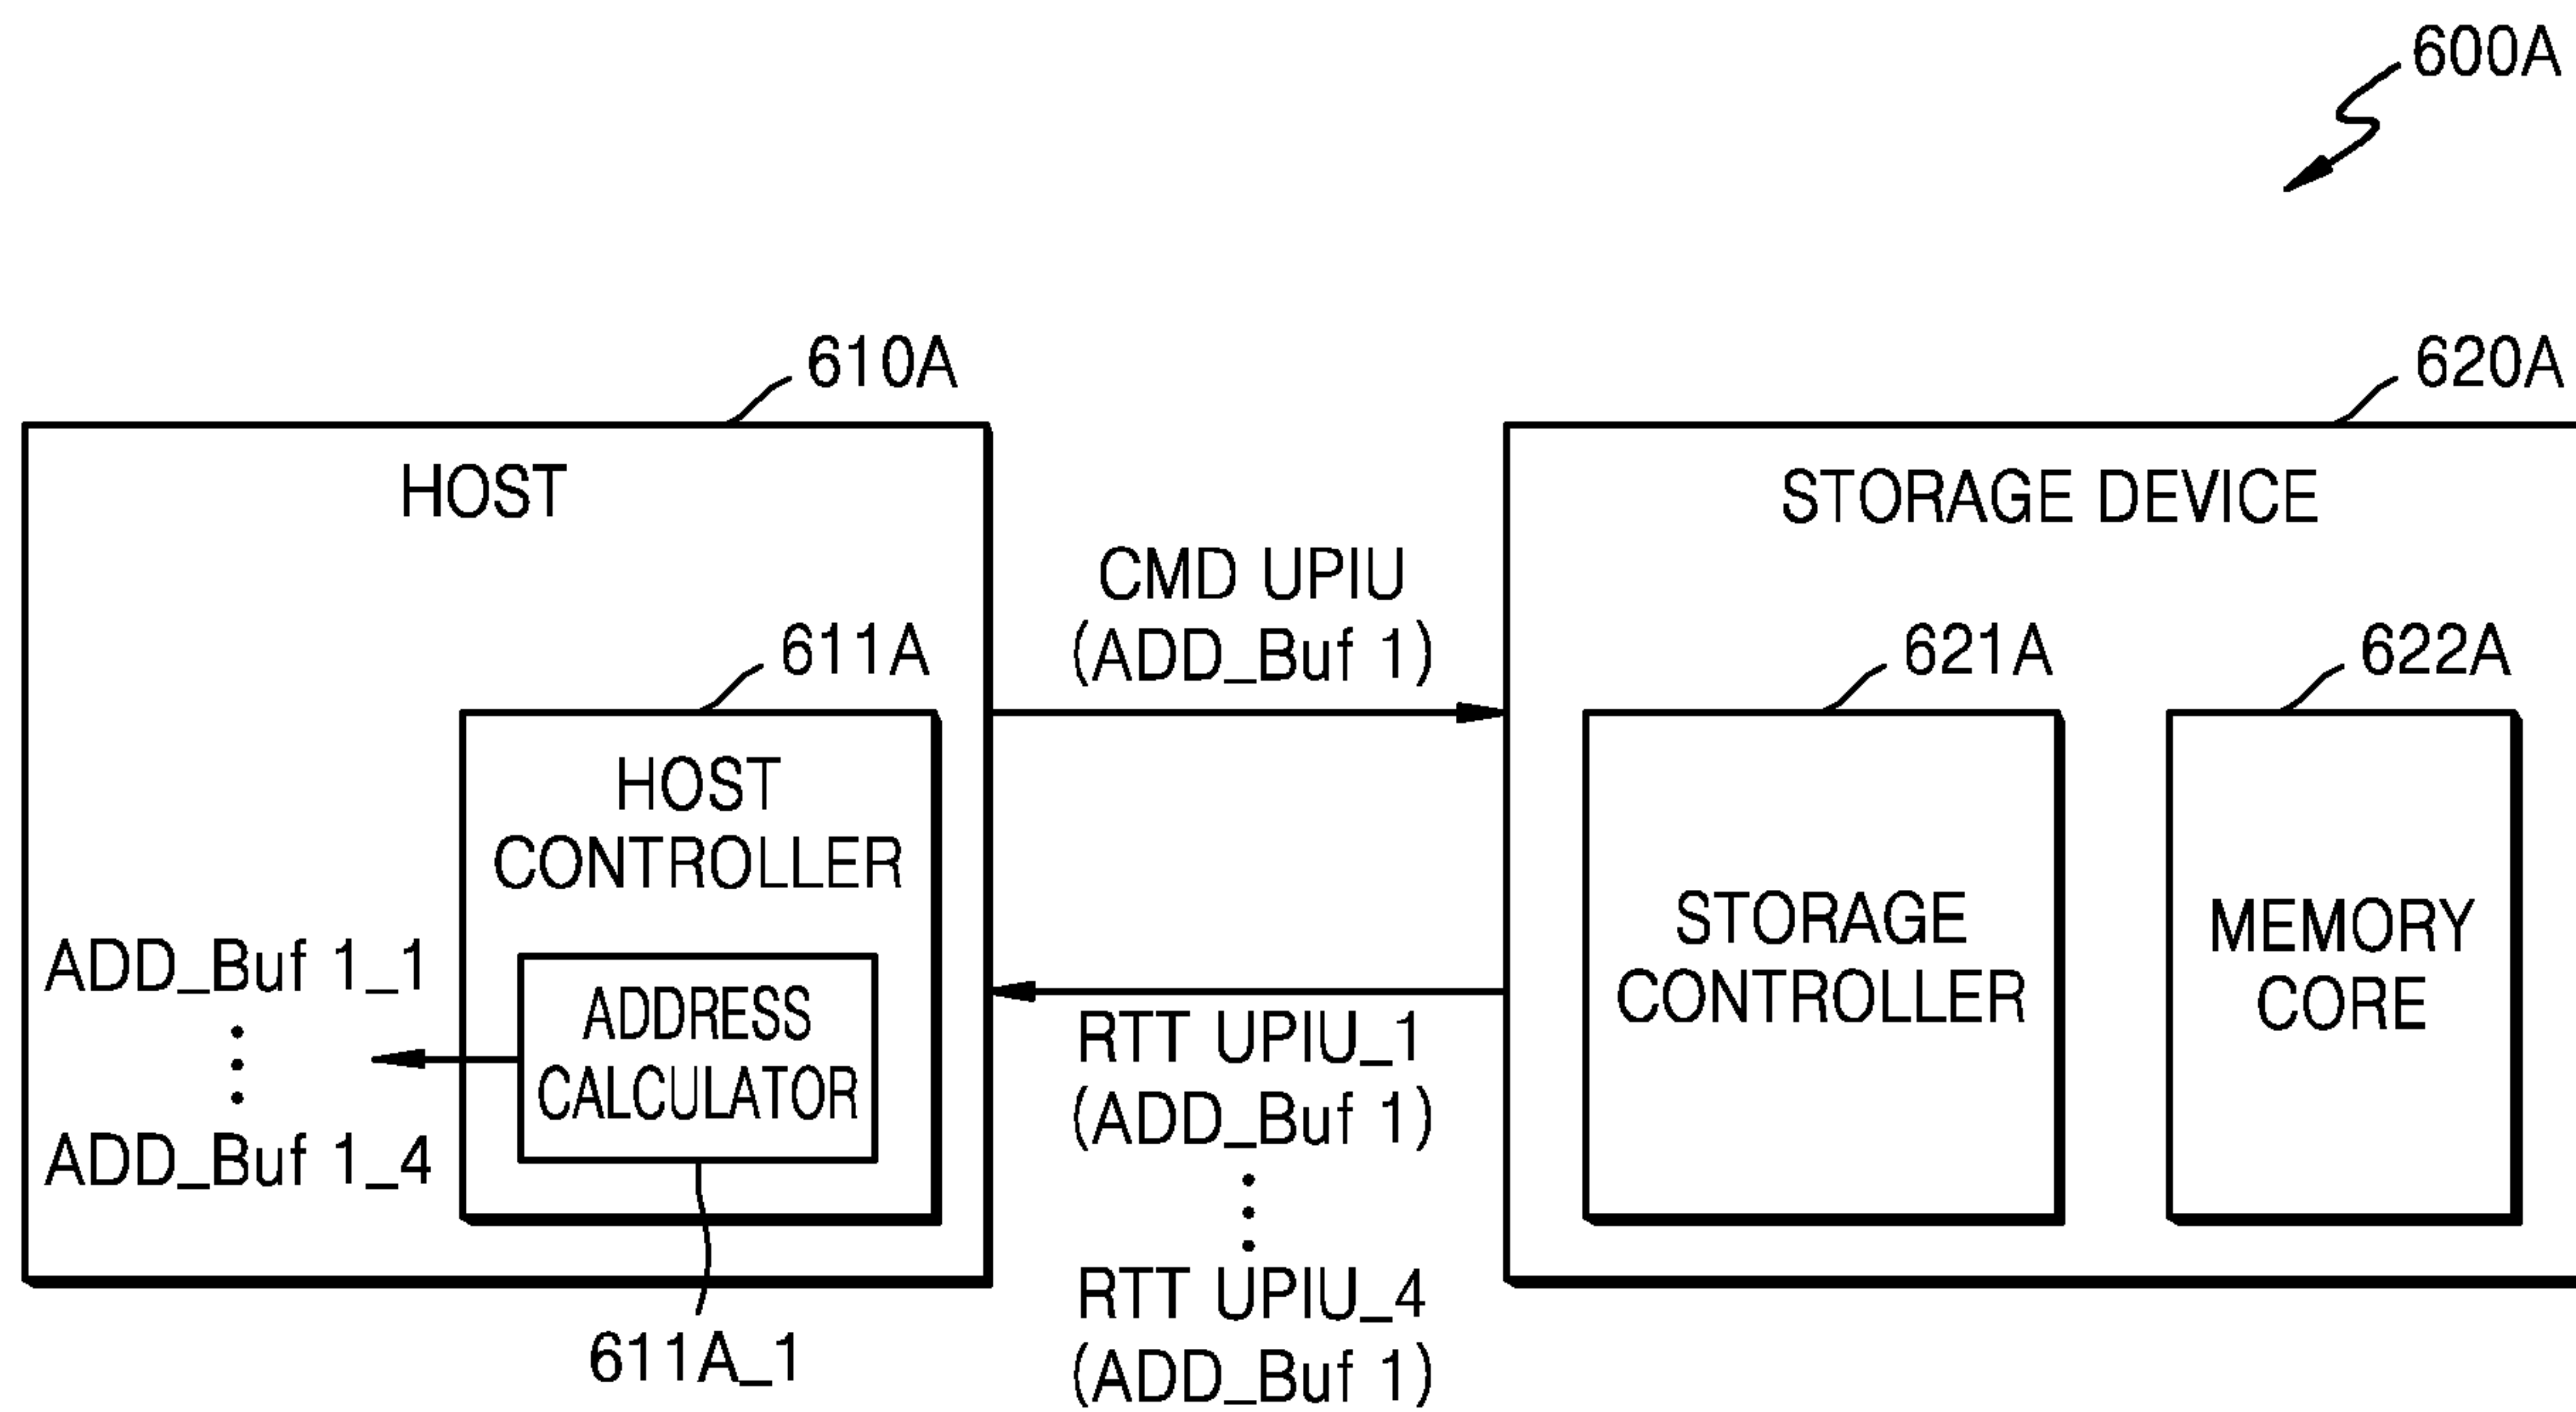 600A
610A
620A
HOST
STORAGE DEVICE
CMD UPIU
(ADD_Buf 1)
611A
621A
622A
HOST
CONTROLLER
STORAGE
CONTROLLER
MEMORY
CORE
ADD_Buf 1_1
ADD_Buf 1_4
ADDRESS
CALCULATOR
RTT UPIU_1
(ADD_Buf 1)
RTT UPIU_4
(ADD_Buf 1)
611A_1